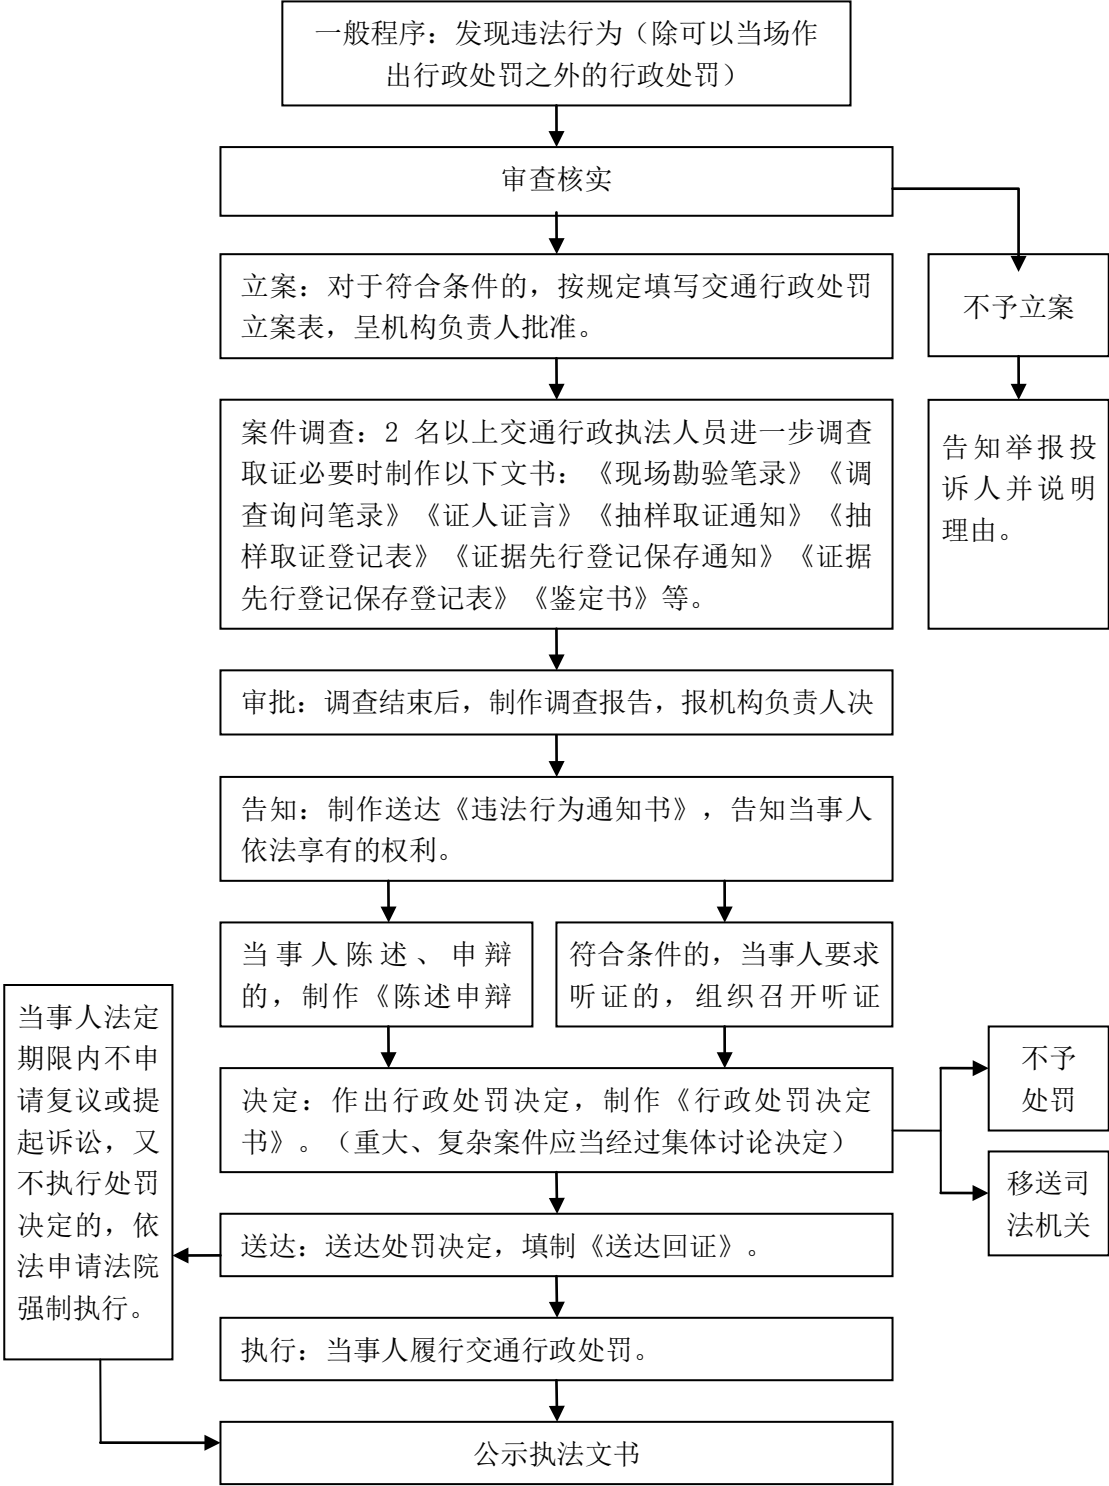 一般程序：发现违法行为（除可以当场作
出行政处罚之外的行政处罚）
审查核实
立案：对于符合条件的，按规定填写交通行政处罚
立案表，呈机构负责人批准。
不予立案
案件调查：2 名以上交通行政执法人员进一步调查
取证必要时制作以下文书：《现场勘验笔录》《调
查询问笔录》《证人证言》《抽样取证通知》《抽
样取证登记表》《证据先行登记保存通知》《证据
先行登记保存登记表》《鉴定书》等。
告知举报投
诉人并说明
理由。
审批：调查结束后，制作调查报告，报机构负责人决
告知：制作送达《违法行为通知书》，告知当事人
依法享有的权利。
当事人陈述、申辩
的，制作《陈述申辩
符合条件的，当事人要求
听证的，组织召开听证
当事人法定
期限内不申
请复议或提
起诉讼，又
不执行处罚
决定的，依
法申请法院
强制执行。
决定：作出行政处罚决定，制作《行政处罚决定
书》。（重大、复杂案件应当经过集体讨论决定）
不予
处罚
移送司
法机关
送达：送达处罚决定，填制《送达回证》。
执行：当事人履行交通行政处罚。
公示执法文书